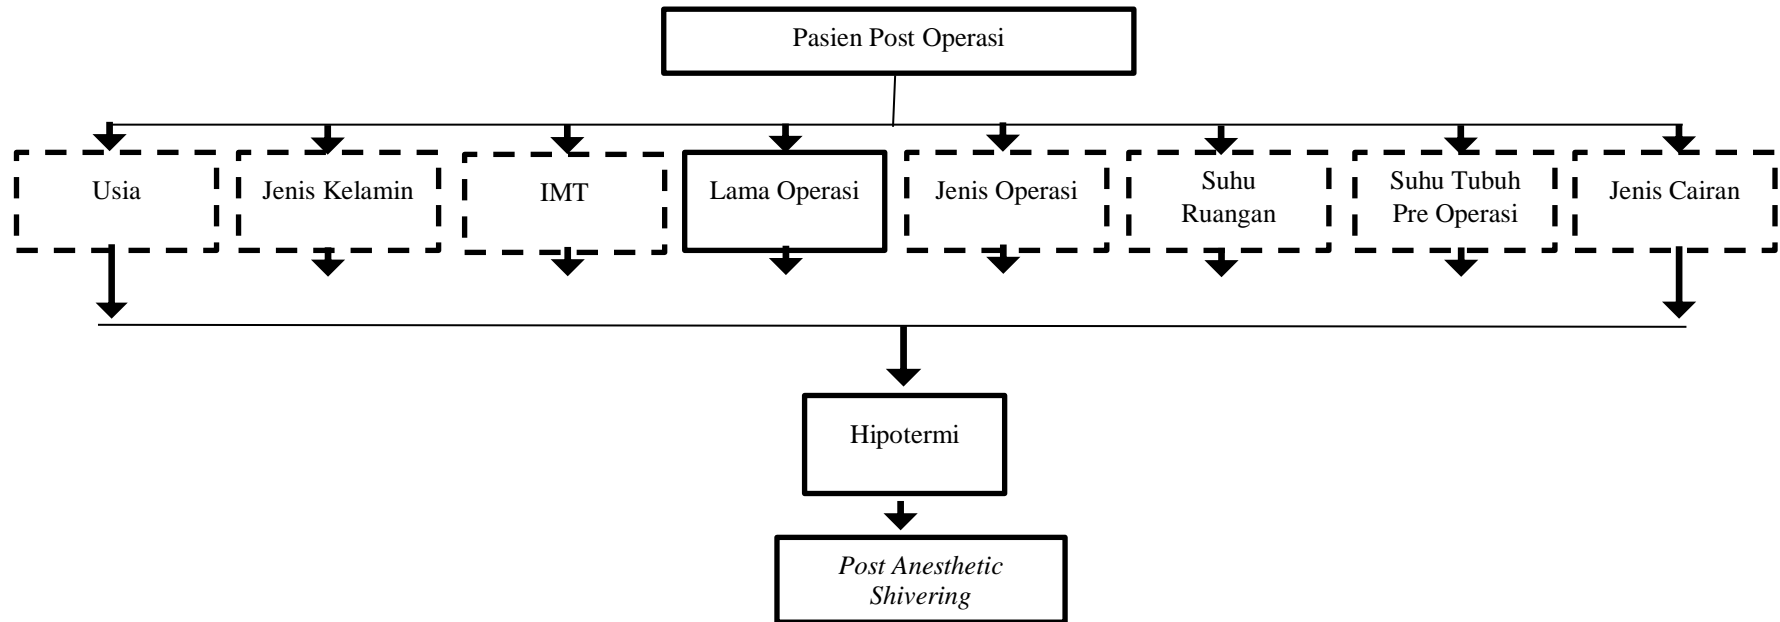 Pasien Post Operasi
Usia
Jenis Kelamin
IMT
Lama Operasi
Jenis Operasi
Suhu
Ruangan
Suhu Tubuh
Pre Operasi
Jenis Cairan
Hipotermi
Post Anesthetic
Shivering